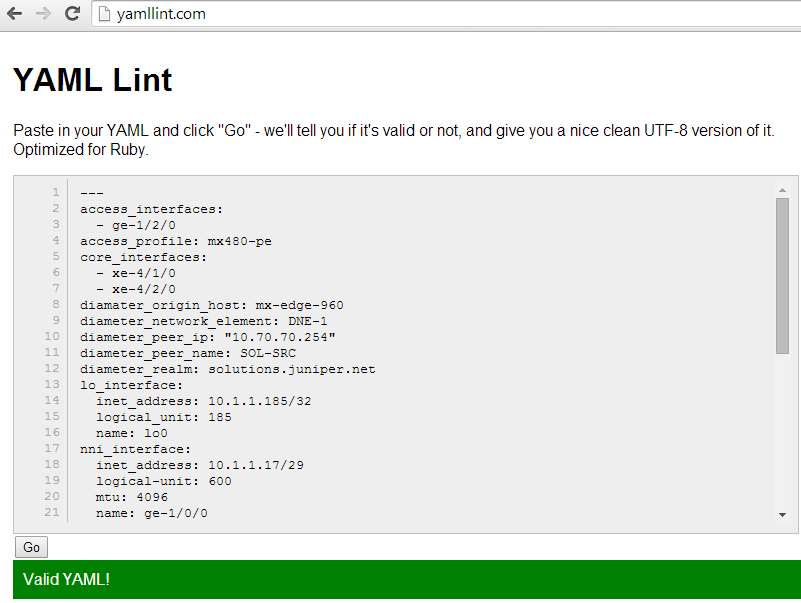 yamllint.com
YAML Lint
Paste in your YAML and click "Go" - we'll tell you if it's valid or not, and give you a nice clean UTF-8 version of it.
Optimized for Ruby.
1 ---
2 access_interfaces:
3   - ge-1/2/0
4 access_profile: mx480-pe
5 core_interfaces:
6   - xe-4/1/0
7   - xe-4/2/0
8 diamater_origin_host: mx-edge-960
9 diameter_network_element: DNE-1
10 diameter_peer_ip: "10.70.70.254"
11 diameter_peer_name: SOL-SRC
12 diameter_realm: solutions.juniper.net
13 lo_interface:
14   inet_address: 10.1.1.185/32
15   logical_unit: 185
16   name: lo0
17 nni_interface:
18   inet_address: 10.1.1.17/29
19   logical-unit: 600
20   mtu: 4096
21   name: ge-1/0/0
Go
Valid YAML!